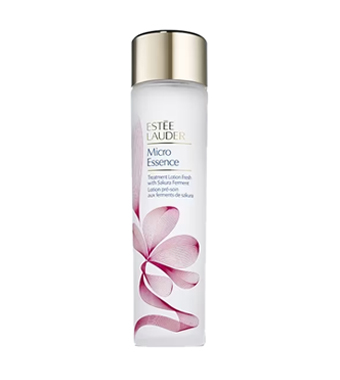 ESTĒE
LAUDER
Micro
Essence
Treatment Lotion Fresh
with Sakura Ferment
Lotion pré-soin
aux ferments de sakura